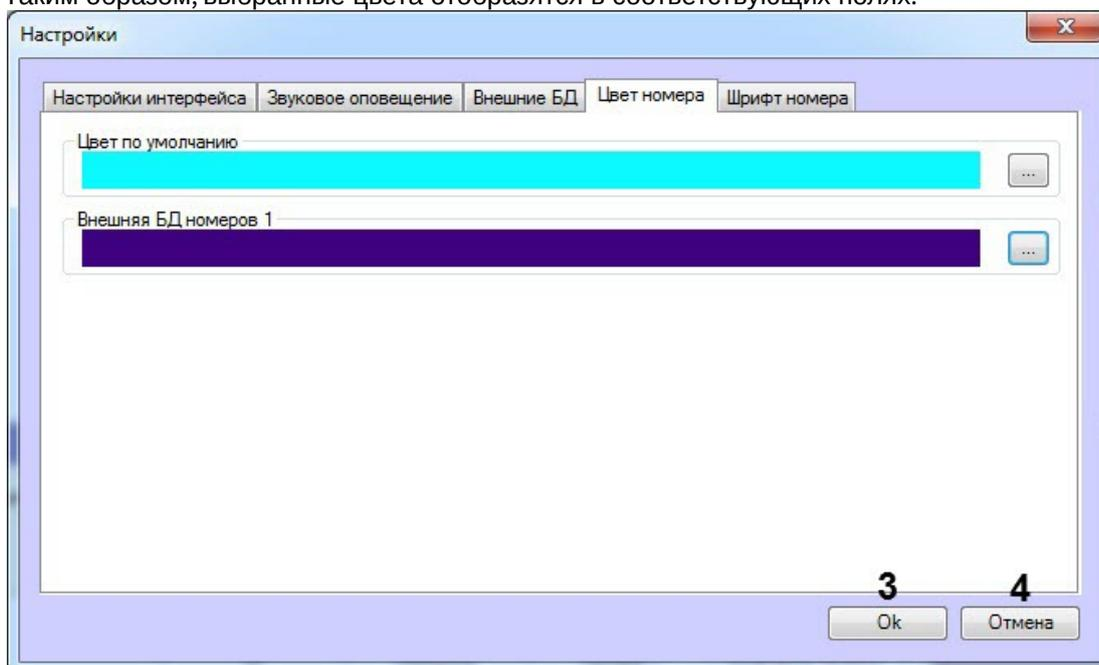 Таким образом, выбранные цвета отобразятся в соответствующих полях.
Настройки
Настройки интерфейса Звуковое оповещение Внешние БД Цвет номера Шрифт номера
Цвет по умолчанию
...
Внешняя БД номеров 1
...
3 4
Ok Отмена